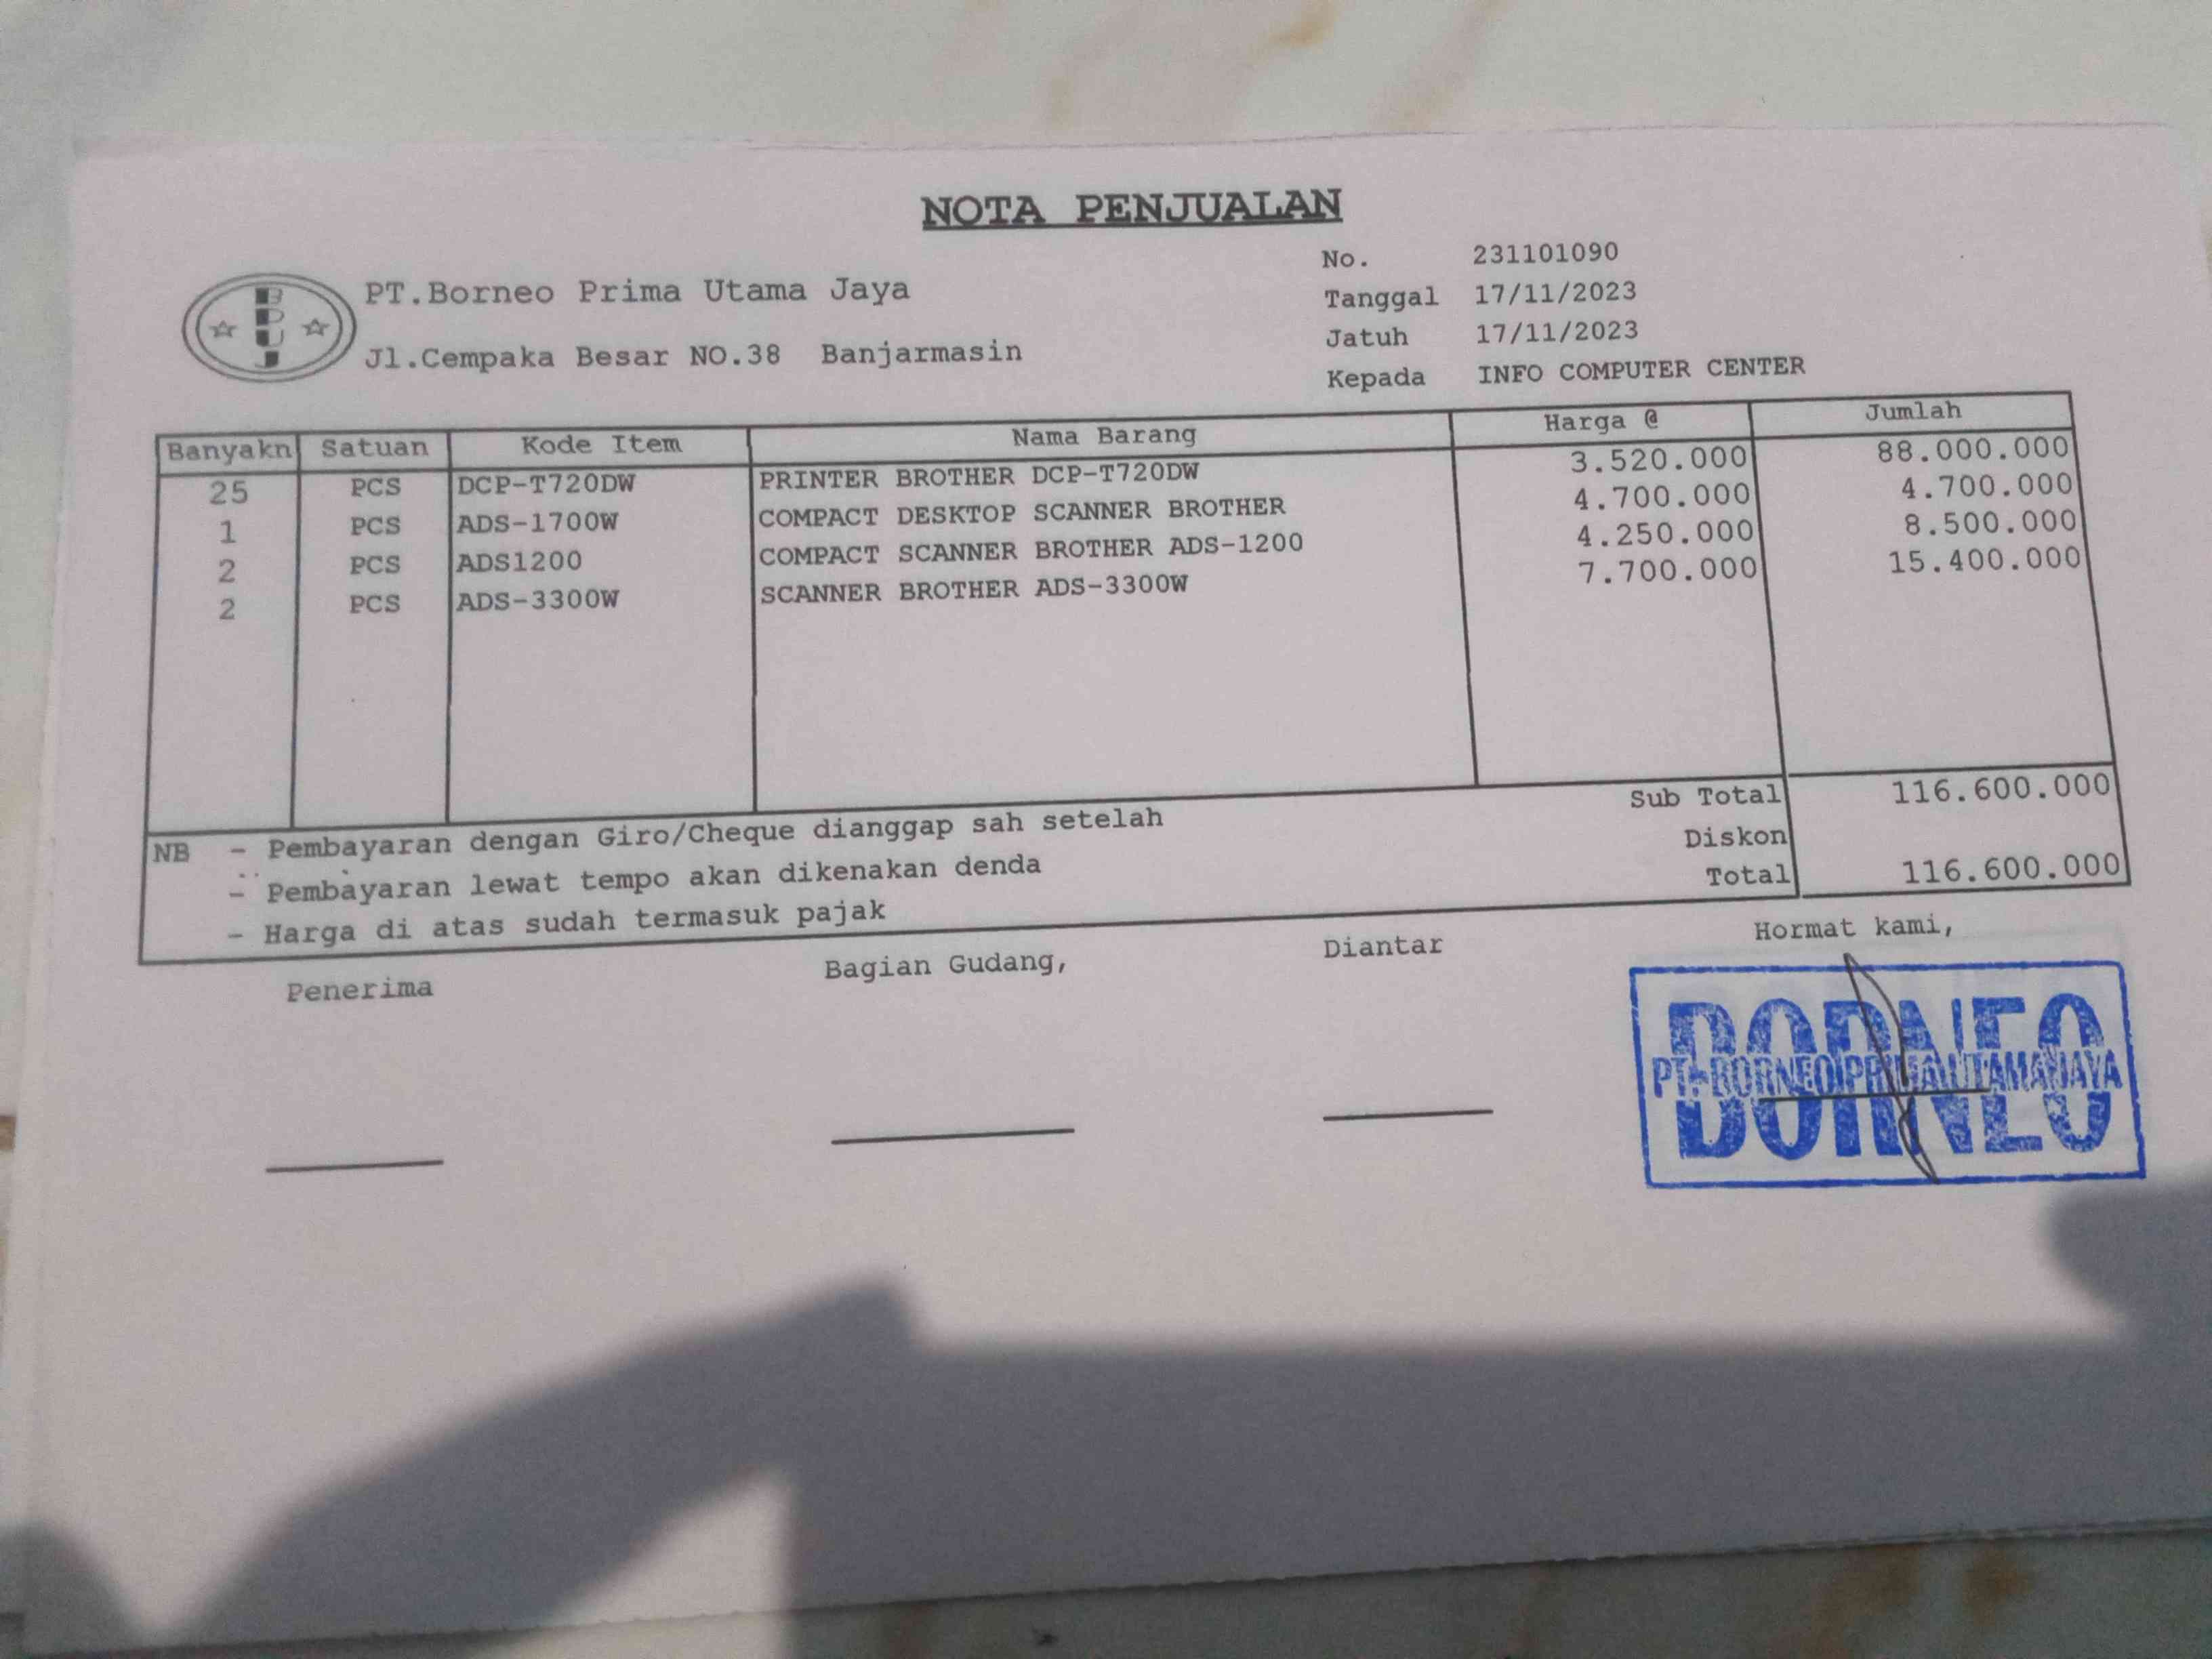 NOTA PENJUALAN
BPUJ
PT.Borneo Prima Utama Jaya
Jl.Cempaka Besar NO.38 Banjarmasin
No. 231101090
Tanggal 17/11/2023
Jatuh 17/11/2023
Kepada INFO COMPUTER CENTER
Banyakn Satuan Kode Item Nama Barang Harga @ Jumlah
25 PCS DCP-T720DW PRINTER BROTHER DCP-T720DW 3.520.000 88.000.000
1 PCS ADS-1700W COMPACT DESKTOP SCANNER BROTHER 4.700.000 4.700.000
2 PCS ADS1200 COMPACT SCANNER BROTHER ADS-1200 4.250.000 8.500.000
2 PCS ADS-3300W SCANNER BROTHER ADS-3300W 7.700.000 15.400.000
Sub Total 116.600.000
Diskon
Total 116.600.000
NB - Pembayaran dengan Giro/Cheque dianggap sah setelah
- Pembayaran lewat tempo akan dikenakan denda
- Harga di atas sudah termasuk pajak
Penerima Bagian Gudang, Diantar Hormat kami,
BORNEO
PT. BORNEO PRIMA UTAMA JAYA